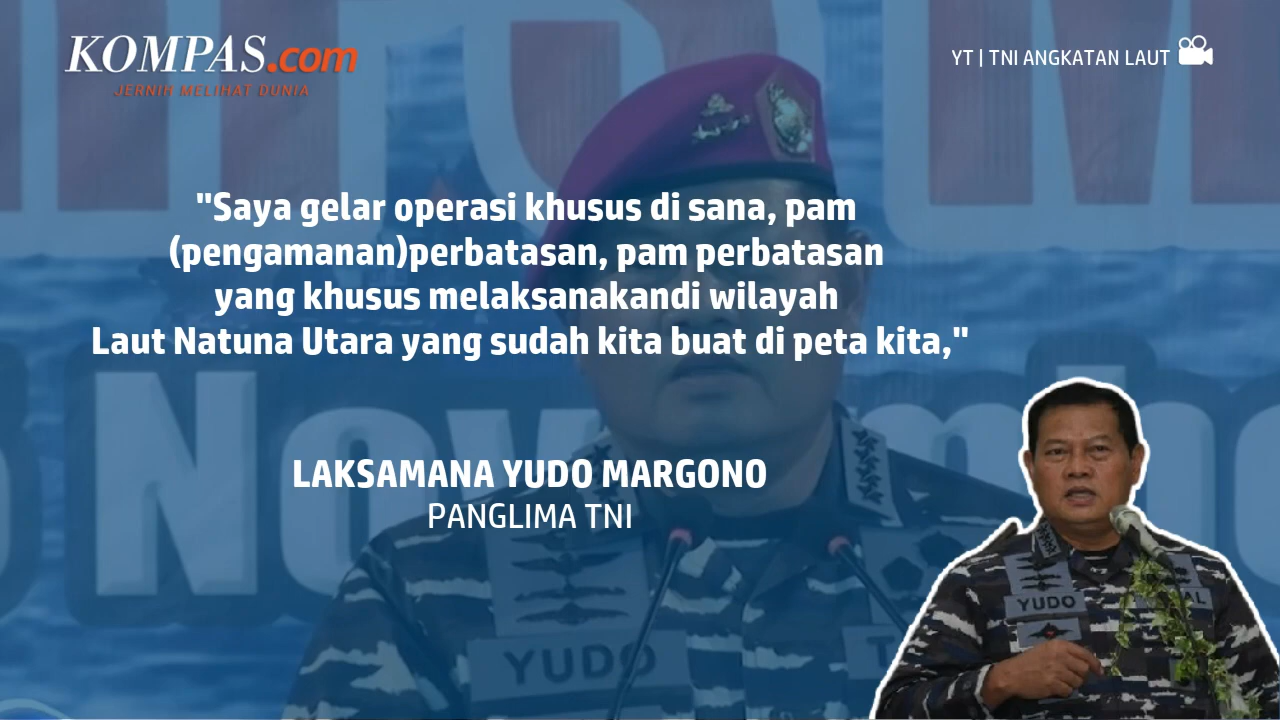 KOMPAS.com
JERNIH MELIHAT DUNIA
YT | TNI ANGKATAN LAUT
"Saya gelar operasi khusus di sana, pam
(pengamanan)perbatasan, pam perbatasan
yang khusus melaksanakandi wilayah
Laut Natuna Utara yang sudah kita buat di peta kita,"
LAKSAMANA YUDO MARGONO
PANGLIMA TNI
YUDO
YUDO